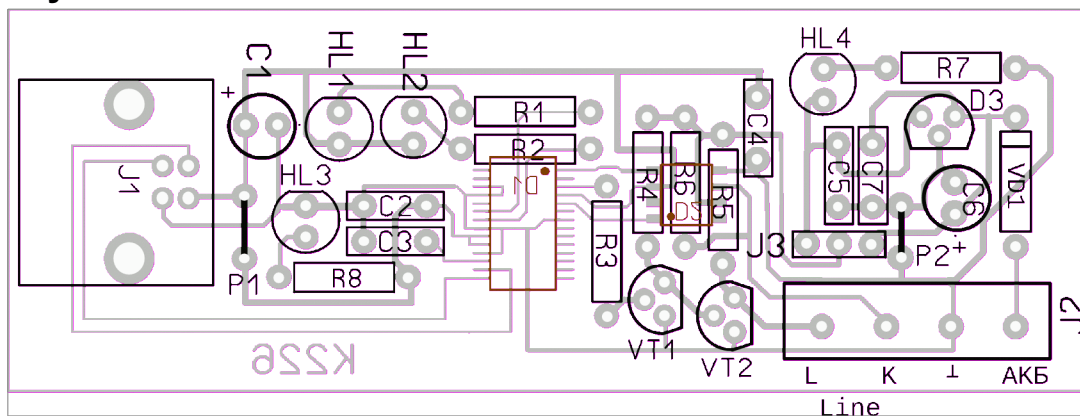 C1
HL1
HL2
HL4
R7
+
R1
D3
C4
R2
J1
D1
HL3
R4
R6
R5
C5
C7
VD1
C6
C2
D2
C3
R3
J3
P1
R8
P2
+
J2
VT1
VT2
K226
L
K
⊥
АКБ
Line